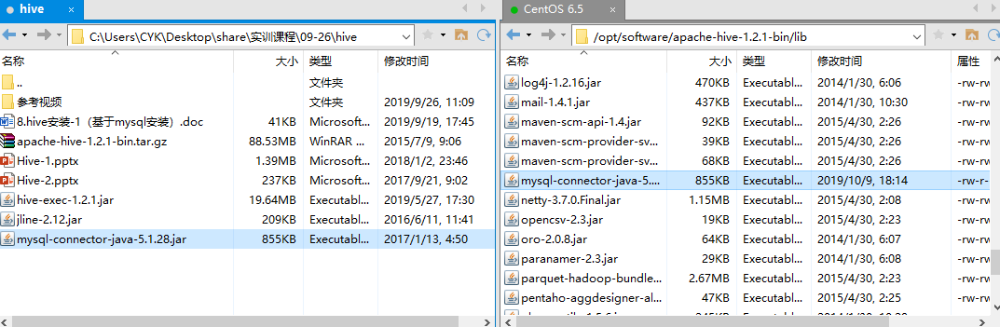 hive
C:\Users\CYK\Desktop\share\实训课程\09-26\hive
名称 大小 类型 修改时间
.. 文件夹
参考视频 文件夹 2019/9/26, 11:09
8.hive安装-1（基于mysql安装）.doc 41KB Microsoft... 2019/9/19, 17:45
apache-hive-1.2.1-bin.tar.gz 88.53MB WinRAR ... 2015/7/9, 9:06
Hive-1.pptx 1.39MB Microsoft... 2018/1/2, 23:46
Hive-2.pptx 237KB Microsoft... 2017/9/21, 9:02
hive-exec-1.2.1.jar 19.64MB Executabl... 2019/5/27, 17:30
jline-2.12.jar 209KB Executabl... 2016/6/11, 11:41
mysql-connector-java-5.1.28.jar 855KB Executabl... 2017/1/13, 4:50
CentOS 6.5
/opt/software/apache-hive-1.2.1-bin/lib
名称 大小 类型 修改时间 属性
log4j-1.2.16.jar 470KB Executabl... 2014/1/30, 6:06 -rw-rw
mail-1.4.1.jar 437KB Executabl... 2014/1/30, 10:30 -rw-rw
maven-scm-api-1.4.jar 92KB Executabl... 2015/4/30, 2:26 -rw-rw
maven-scm-provider-sv... 39KB Executabl... 2015/4/30, 2:26 -rw-rw
maven-scm-provider-sv... 68KB Executabl... 2015/4/30, 2:26 -rw-rw
mysql-connector-java-5.... 855KB Executabl... 2019/10/9, 18:14 -rw-r-
netty-3.7.0.Final.jar 1.15MB Executabl... 2015/4/30, 2:08 -rw-rw
opencsv-2.3.jar 19KB Executabl... 2015/4/30, 2:23 -rw-rw
oro-2.0.8.jar 64KB Executabl... 2014/1/30, 6:07 -rw-rw
paranamer-2.3.jar 29KB Executabl... 2014/1/30, 6:08 -rw-rw
parquet-hadoop-bundle... 2.67MB Executabl... 2015/4/30, 2:23 -rw-rw
pentaho-aggdesigner-al... 47KB Executabl... 2015/4/30, 2:25 -rw-rw